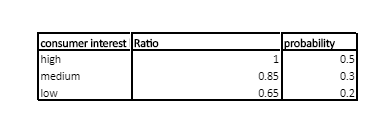 consumer interest Ratio probability
high 1 0.5
medium 0.85 0.3
low 0.65 0.2